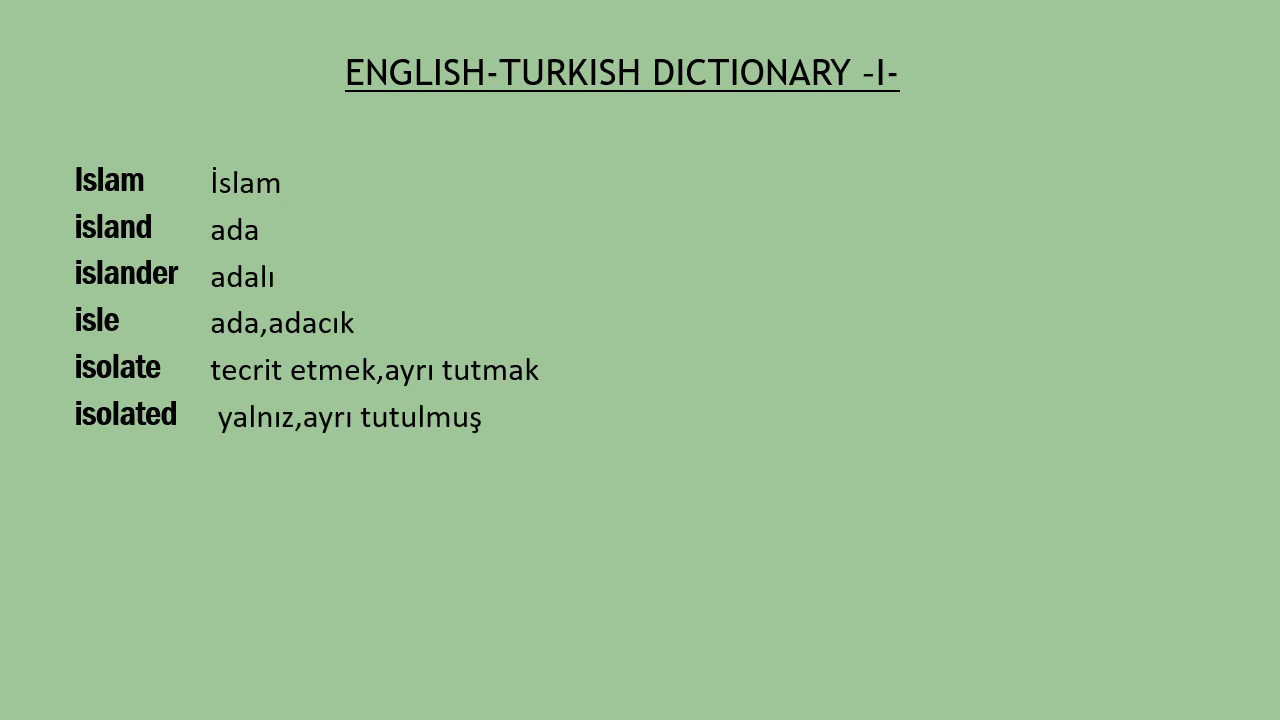 ENGLISH-TURKISH DICTIONARY –I-
Islam İslam
island ada
islander adalı
isle ada,adacık
isolate tecrit etmek,ayrı tutmak
isolated yalnız,ayrı tutulmuş